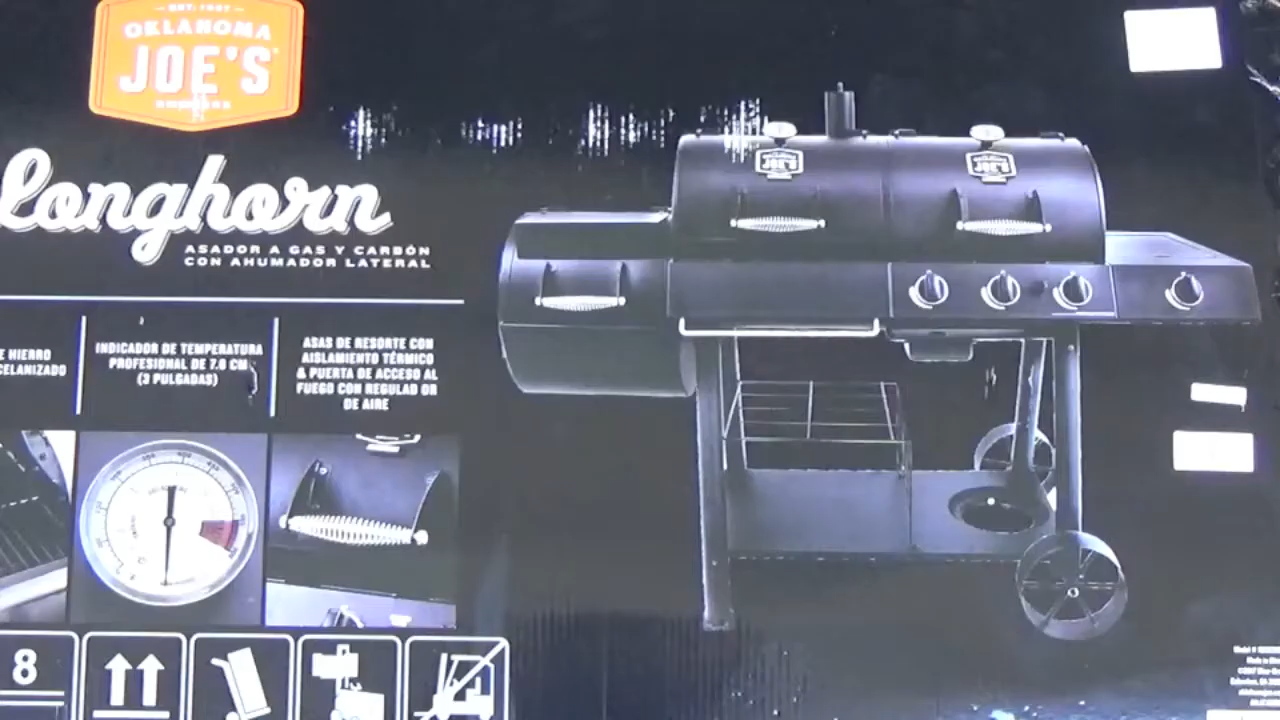 EST. 1987
OKLAHOMA
JOE'S
Longhorn
ASADOR A GAS Y CARBÓN
CON AHUMADOR LATERAL
E HIERRO
CELANIZADO
INDICADOR DE TEMPERATURA
PROFESIONAL DE 7.6 CM
(3 PULGADAS)
ASAS DE RESORTE CON
AISLAMIENTO TÉRMICO
& PUERTA DE ACCESO AL
FUEGO CON REGULAD OR
DE AIRE
JOE'S
JOE'S
8